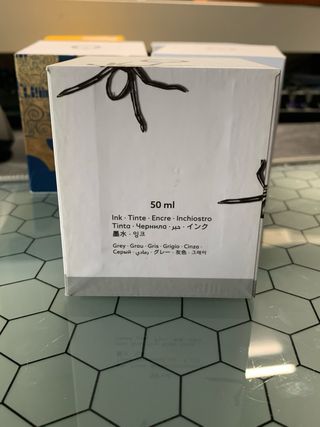 50 ml
Ink · Tinte · Encre · Inchiostro
Tinta · Чернила · حبر · インク
墨水 · 잉크
Grey · Grau · Gris · Grigio · Cinza ·
Серый · رمادي · グレー · 灰色 · 그레이